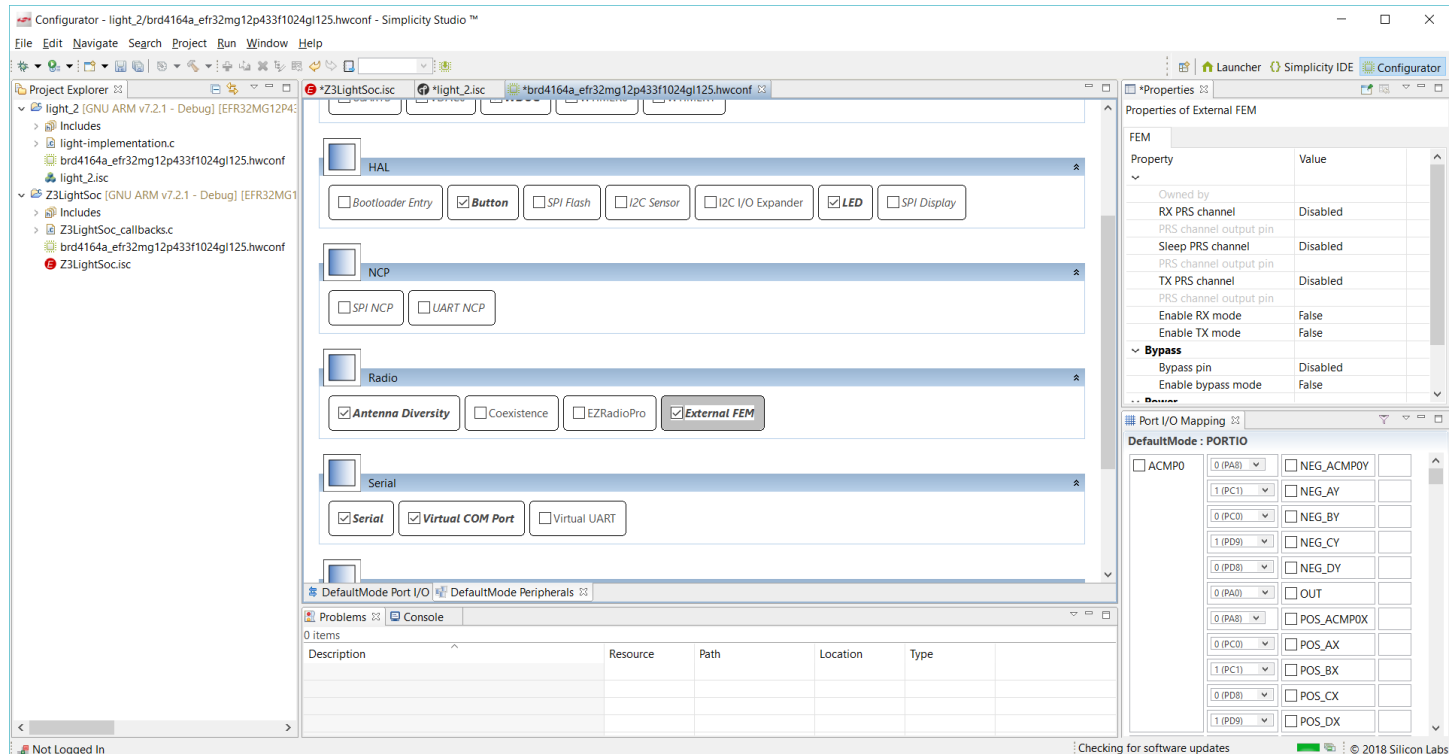 Configurator - light_2/brd4164a_efr32mg12p433f1024gl125.hwconf - Simplicity Studio ™
File Edit Navigate Search Project Run Window Help
Launcher Simplicity IDE Configurator
Project Explorer
light_2 [GNU ARM v7.2.1 - Debug] [EFR32MG12P43
Includes
light-implementation.c
brd4164a_efr32mg12p433f1024gl125.hwconf
light_2.isc
Z3LightSoc [GNU ARM v7.2.1 - Debug] [EFR32MG1
Includes
Z3LightSoc_callbacks.c
brd4164a_efr32mg12p433f1024gl125.hwconf
Z3LightSoc.isc
*Z3LightSoc.isc *light_2.isc *brd4164a_efr32mg12p433f1024gl125.hwconf
HAL
Bootloader Entry Button SPI Flash I2C Sensor I2C I/O Expander LED SPI Display
NCP
SPI NCP UART NCP
Radio
Antenna Diversity Coexistence EZRadioPro External FEM
Serial
Serial Virtual COM Port Virtual UART
DefaultMode Port I/O DefaultMode Peripherals
Problems Console
0 items
Description Resource Path Location Type
*Properties
Properties of External FEM
FEM
Property Value
Owned by
RX PRS channel Disabled
PRS channel output pin
Sleep PRS channel Disabled
PRS channel output pin
TX PRS channel Disabled
PRS channel output pin
Enable RX mode False
Enable TX mode False
Bypass
Bypass pin Disabled
Enable bypass mode False
Power
Port I/O Mapping
DefaultMode : PORTIO
ACMP0 0 (PA8) NEG_ACMP0Y
1 (PC1) NEG_AY
0 (PC0) NEG_BY
1 (PD9) NEG_CY
0 (PD8) NEG_DY
0 (PA0) OUT
0 (PA8) POS_ACMP0X
0 (PC0) POS_AX
1 (PC1) POS_BX
0 (PD8) POS_CX
1 (PD9) POS_DX
Not Logged In Checking for software updates © 2018 Silicon Labs